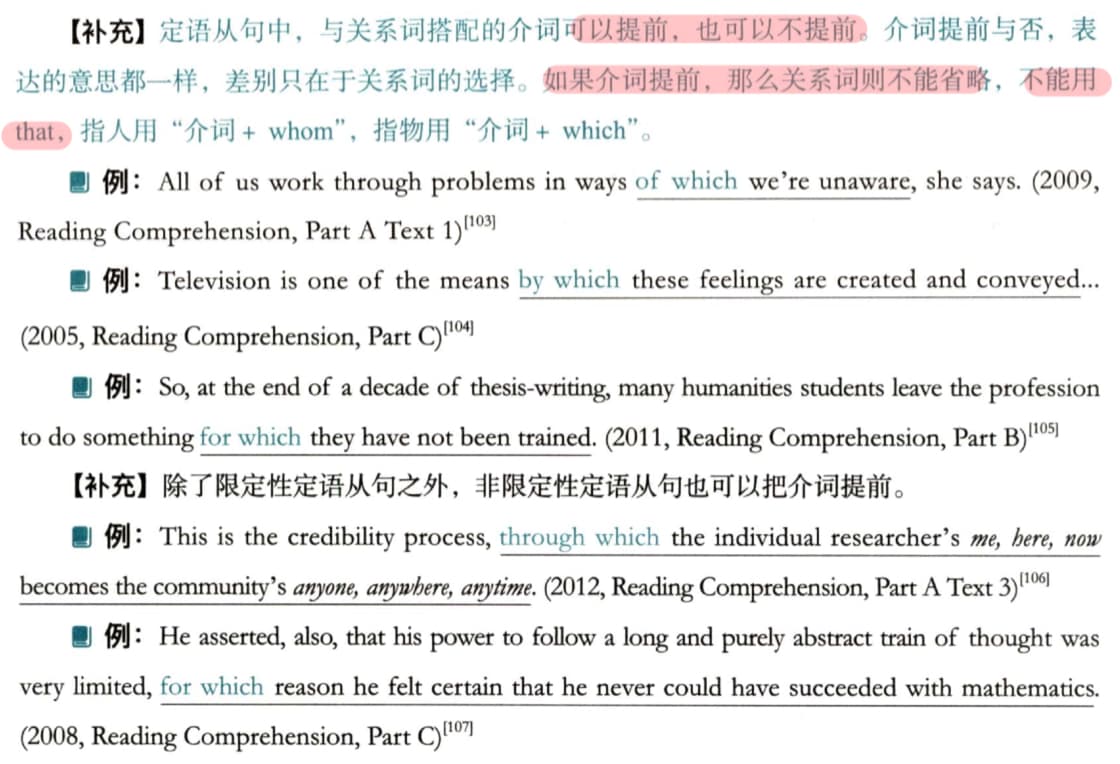 【补充】定语从句中，与关系词搭配的介词可以提前，也可以不提前。介词提前与否，表
达的意思都一样，差别只在于关系词的选择。如果介词提前，那么关系词则不能省略，不能用
that，指人用“介词 + whom”，指物用“介词 + which”。
例：All of us work through problems in ways of which we’re unaware, she says. (2009,
Reading Comprehension, Part A Text 1)[103]
例：Television is one of the means by which these feelings are created and conveyed...
(2005, Reading Comprehension, Part C)[104]
例：So, at the end of a decade of thesis-writing, many humanities students leave the profession
to do something for which they have not been trained. (2011, Reading Comprehension, Part B)[105]
【补充】除了限定性定语从句之外，非限定性定语从句也可以把介词提前。
例：This is the credibility process, through which the individual researcher’s me, here, now
becomes the community’s anyone, anywhere, anytime. (2012, Reading Comprehension, Part A Text 3)[106]
例：He asserted, also, that his power to follow a long and purely abstract train of thought was
very limited, for which reason he felt certain that he never could have succeeded with mathematics.
(2008, Reading Comprehension, Part C)[107]